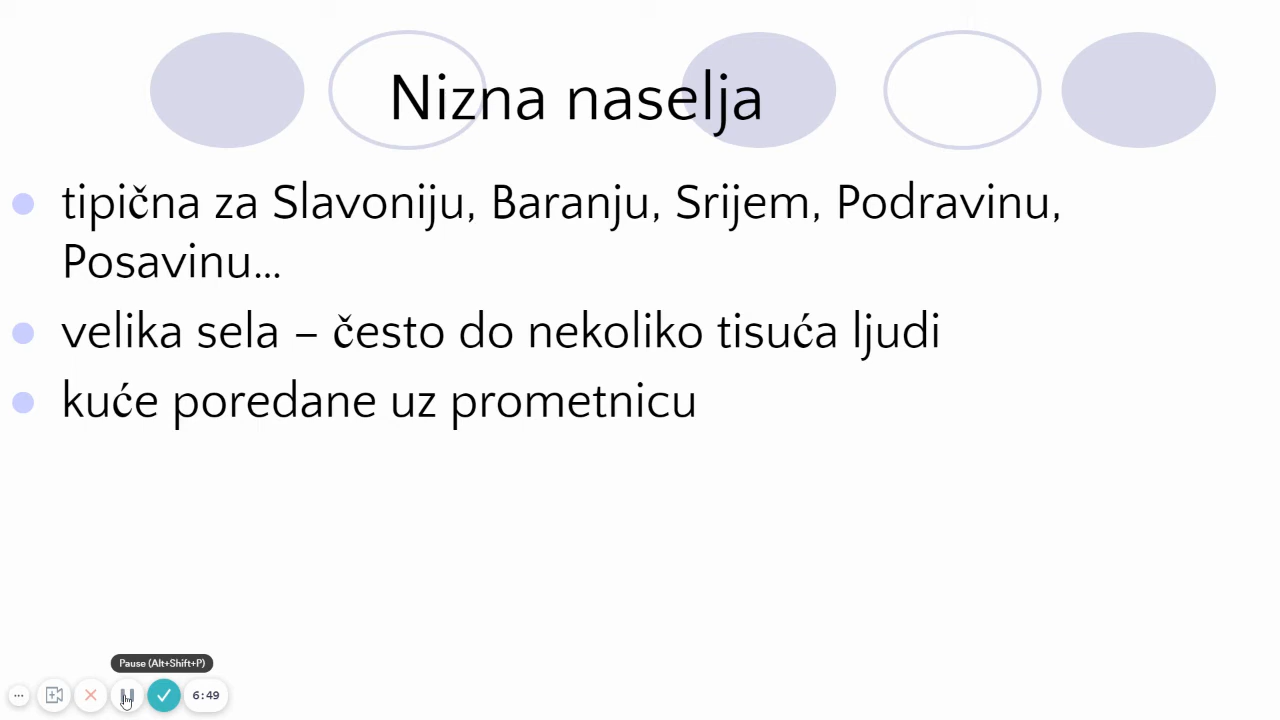 Nizna naselja
tipična za Slavoniju, Baranju, Srijem, Podravinu,
Posavinu...
velika sela – često do nekoliko tisuća ljudi
kuće poredane uz prometnicu
Pause (Alt+Shift+P)
6:49